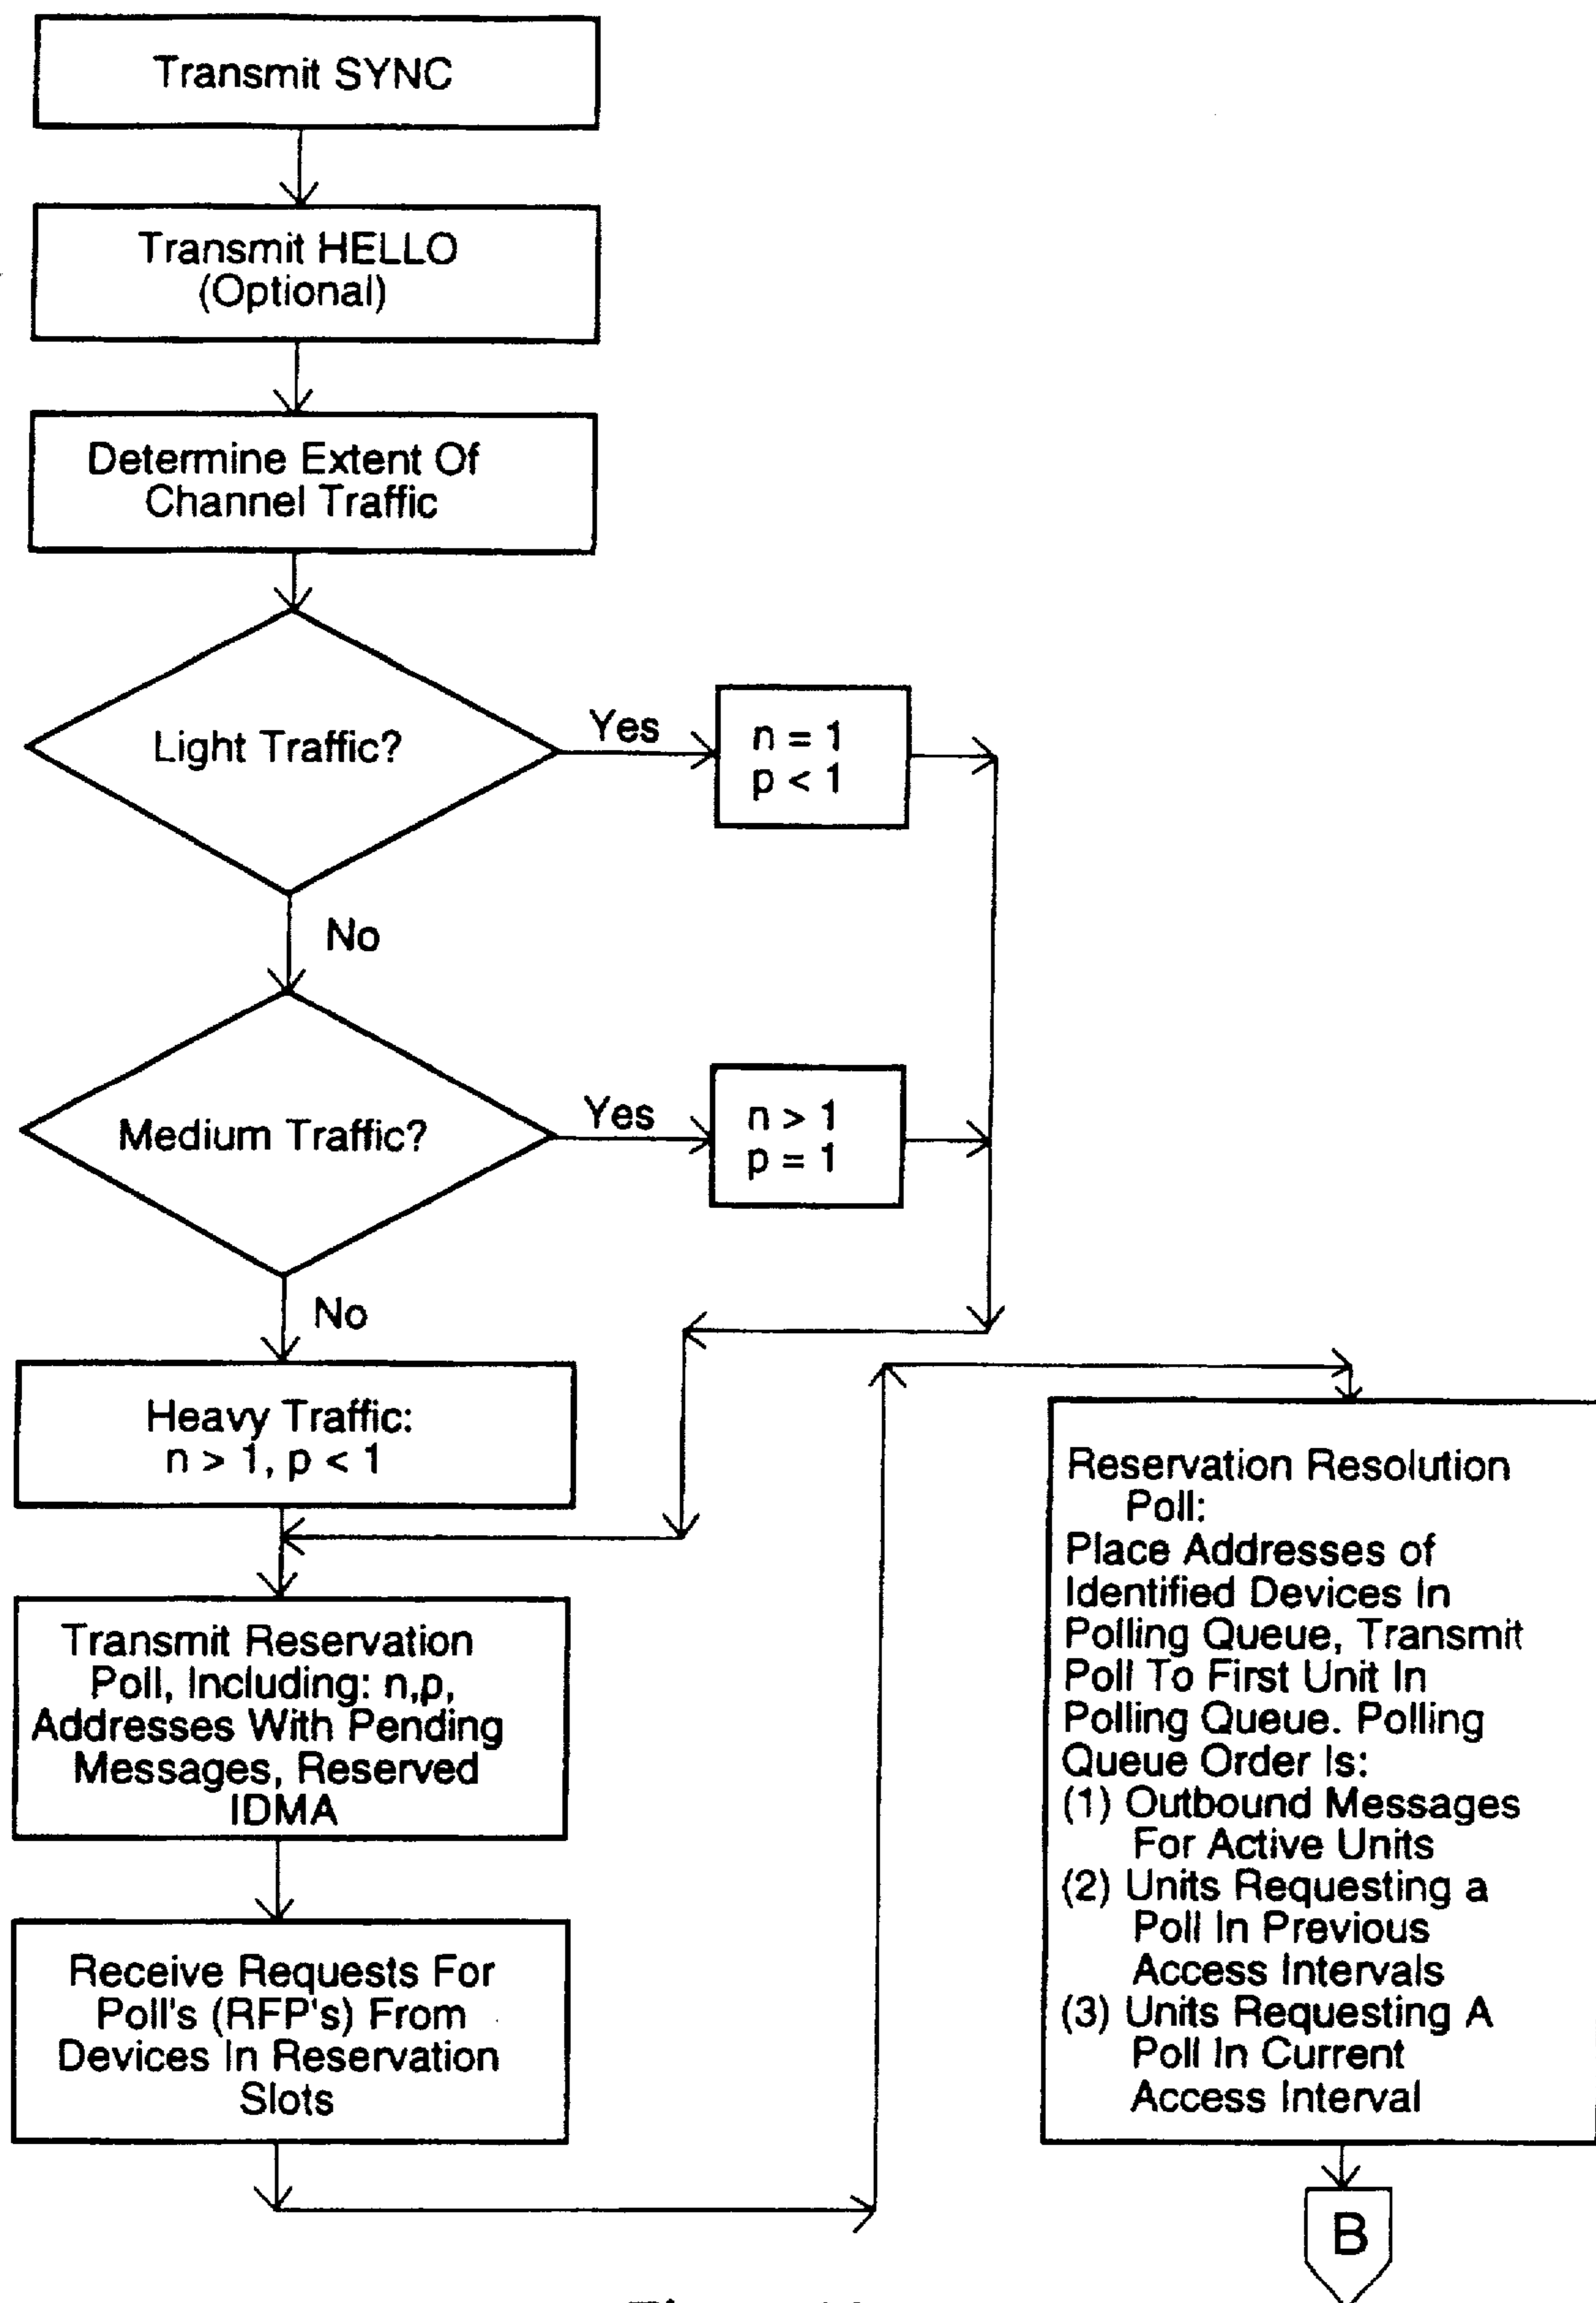 Transmit SYNC
Transmit HELLO
(Optional)
Determine Extent Of
Channel Traffic
Light Traffic?
Yes
n = 1
p < 1
No
Medium Traffic?
Yes
n > 1
p = 1
No
Heavy Traffic:
n > 1, p < 1
Transmit Reservation
Poll, Including: n,p,
Addresses With Pending
Messages, Reserved
IDMA
Receive Requests For
Poll's (RFP's) From
Devices In Reservation
Slots
Reservation Resolution
Poll:
Place Addresses of
Identified Devices In
Polling Queue, Transmit
Poll To First Unit In
Polling Queue. Polling
Queue Order Is:
(1) Outbound Messages
For Active Units
(2) Units Requesting a
Poll In Previous
Access Intervals
(3) Units Requesting A
Poll In Current
Access Interval
B